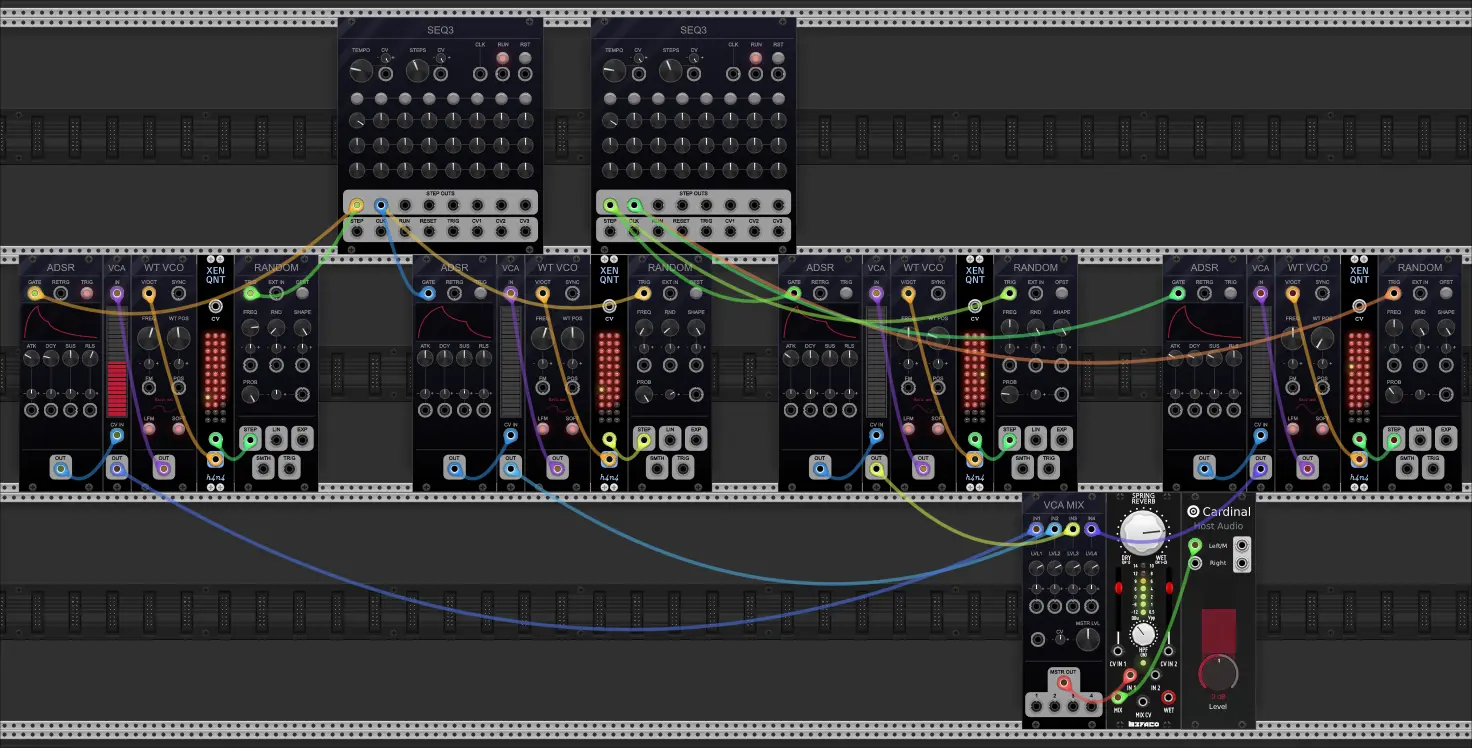 SEQ3 SEQ3
TEMPO CV STEPS CV CLK RUN RST TEMPO CV STEPS CV CLK RUN RST
STEP OUTS STEP OUTS
STEP CLK RUN RESET TRIG CV1 CV2 CV3 STEP CLK RUN RESET TRIG CV1 CV2 CV3
ADSR VCA WT VCO XEN QNT RANDOM
GATE RETRG TRIG IN V/OCT SYNC TRIG EXT IN OFST
CV FREQ WT POS FREQ RND SHAPE
ATK DCY SUS RLS
FM POS PROB
CV IN LFM SOFT STEP LIN EXP
OUT OUT OUT SMTH TRIG
h4n4
ADSR VCA WT VCO XEN QNT RANDOM
GATE RETRG TRIG IN V/OCT SYNC TRIG EXT IN OFST
CV FREQ WT POS FREQ RND SHAPE
ATK DCY SUS RLS
FM POS PROB
CV IN LFM SOFT STEP LIN EXP
OUT OUT OUT SMTH TRIG
h4n4
ADSR VCA WT VCO XEN QNT RANDOM
GATE RETRG TRIG IN V/OCT SYNC TRIG EXT IN OFST
CV FREQ WT POS FREQ RND SHAPE
ATK DCY SUS RLS
FM POS PROB
CV IN LFM SOFT STEP LIN EXP
OUT OUT OUT SMTH TRIG
h4n4
ADSR VCA WT VCO XEN QNT RANDOM
GATE RETRG TRIG IN V/OCT SYNC TRIG EXT IN OFST
CV FREQ WT POS FREQ RND SHAPE
ATK DCY SUS RLS
FM POS PROB
CV IN LFM SOFT STEP LIN EXP
OUT OUT OUT SMTH TRIG
h4n4
VCA MIX
IN1 IN2 IN3 IN4
LVL1 LVL2 LVL3 LVL4
CV MSTR LVL
MSTR OUT
1 2 3 4
SPRING
REVERB
DRY WET
HPF
CV IN 1 CV IN 2
IN 1 IN 2
MIX MIX CV WET
BEFACO
Cardinal
Host Audio
Left/M
Right
0 dB
Level